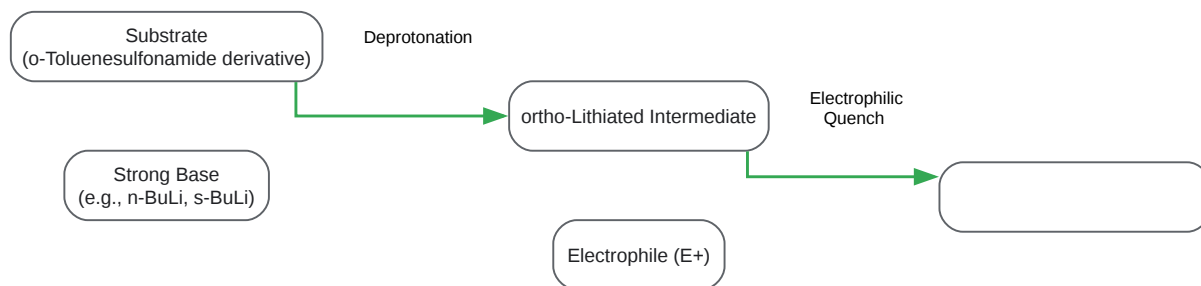 Substrate
(o-Toluenesulfonamide derivative)
Deprotonation
Strong Base
(e.g., n-BuLi, s-BuLi)
ortho-Lithiated Intermediate
Electrophilic
Quench
Electrophile (E+)